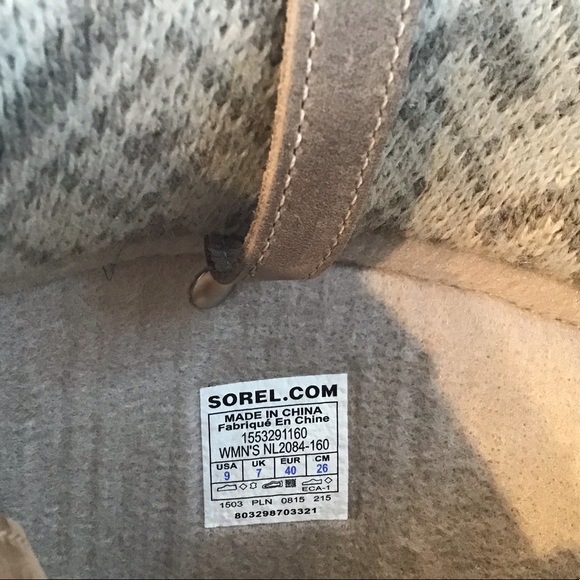 SOREL.COM
MADE IN CHINA
Fabriqué En Chine
1553291160
WMN'S NL2084-160
USA UK EUR CM
9 7 40 26
ECA-1
1503 PLN 0815 215
803298703321